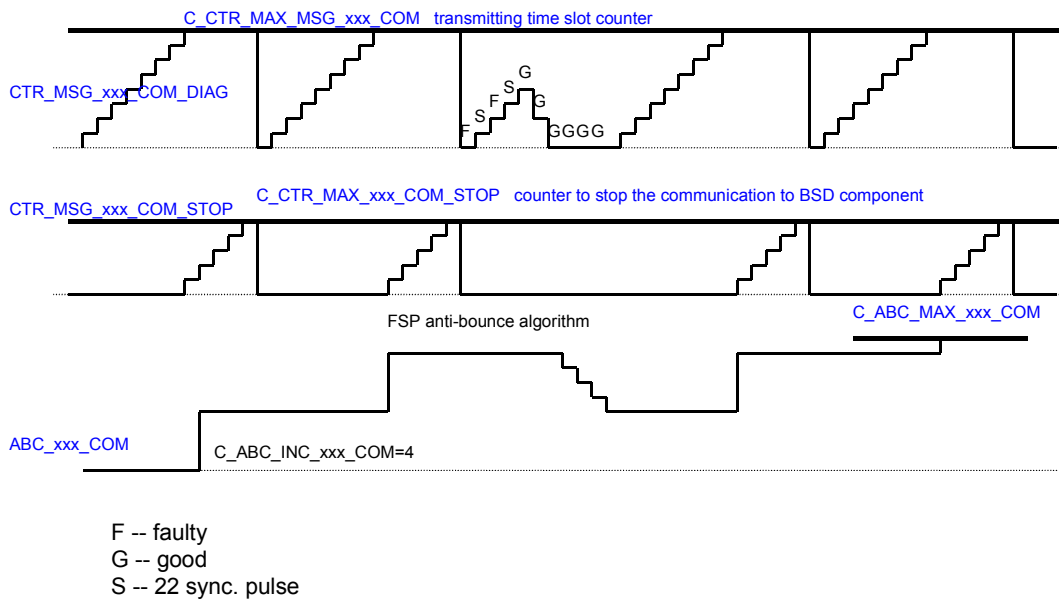 C_CTR_MAX_MSG_xxx_COM transmitting time slot counter
CTR_MSG_xxx_COM_DIAG
F S F S G G GGGG
C_CTR_MAX_xxx_COM_STOP counter to stop the communication to BSD component
CTR_MSG_xxx_COM_STOP
C_ABC_MAX_xxx_COM
FSP anti-bounce algorithm
ABC_xxx_COM
C_ABC_INC_xxx_COM=4
F -- faulty
G -- good
S -- 22 sync. pulse